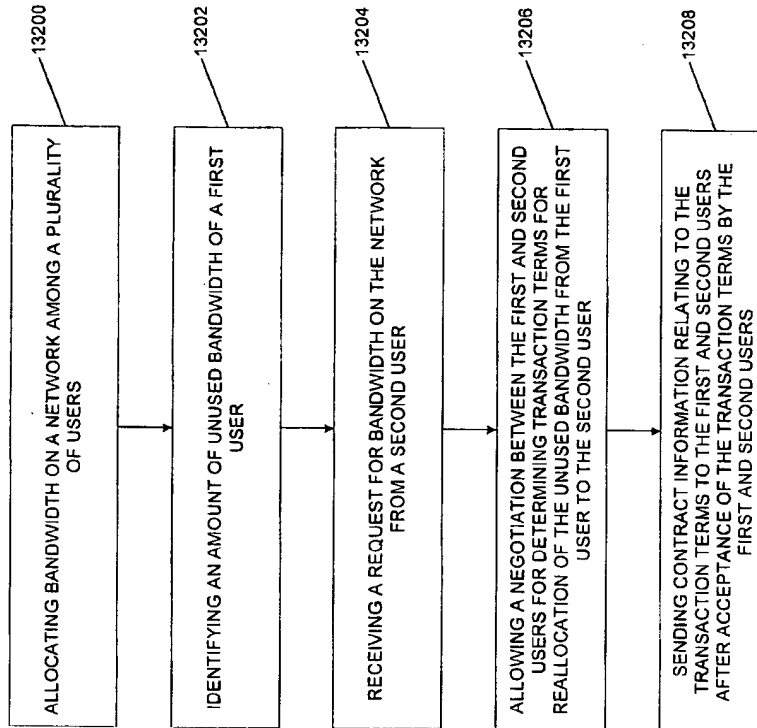 ALLOCATING BANDWIDTH ON A NETWORK AMONG A PLURALITY
OF USERS
13200
IDENTIFYING AN AMOUNT OF UNUSED BANDWIDTH OF A FIRST
USER
13202
RECEIVING A REQUEST FOR BANDWIDTH ON THE NETWORK
FROM A SECOND USER
13204
ALLOWING A NEGOTIATION BETWEEN THE FIRST AND SECOND
USERS FOR DETERMINING TRANSACTION TERMS FOR
REALLOCATION OF THE UNUSED BANDWIDTH FROM THE FIRST
USER TO THE SECOND USER
13206
SENDING CONTRACT INFORMATION RELATING TO THE
TRANSACTION TERMS TO THE FIRST AND SECOND USERS
AFTER ACCEPTANCE OF THE TRANSACTION TERMS BY THE
FIRST AND SECOND USERS
13208